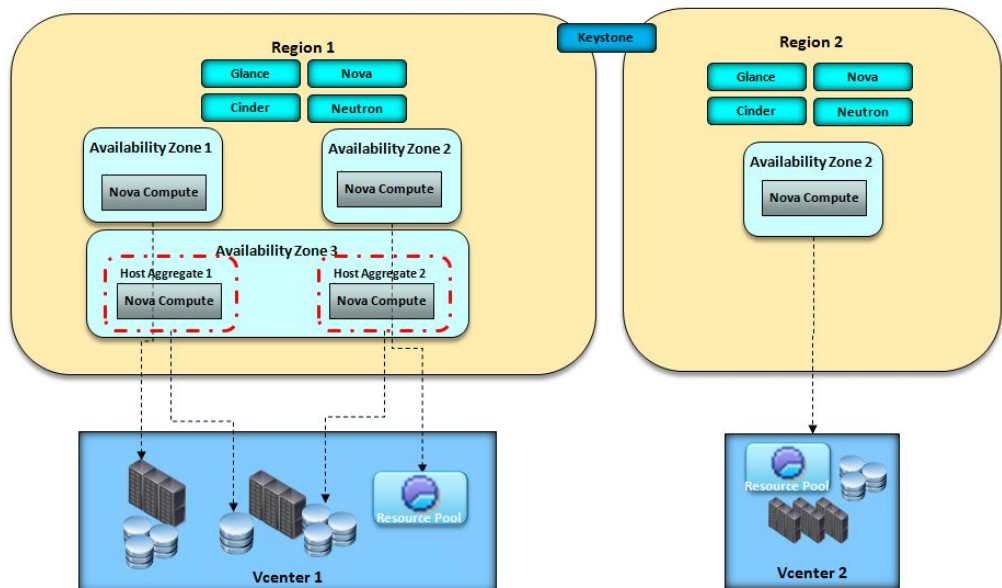 Keystone
Region 1
Glance
Nova
Cinder
Neutron
Availability Zone 1
Nova Compute
Availability Zone 2
Nova Compute
Availability Zone 3
Host Aggregate 1
Nova Compute
Host Aggregate 2
Nova Compute
Region 2
Glance
Nova
Cinder
Neutron
Availability Zone 2
Nova Compute
Resource Pool
Vcenter 1
Resource Pool
Vcenter 2